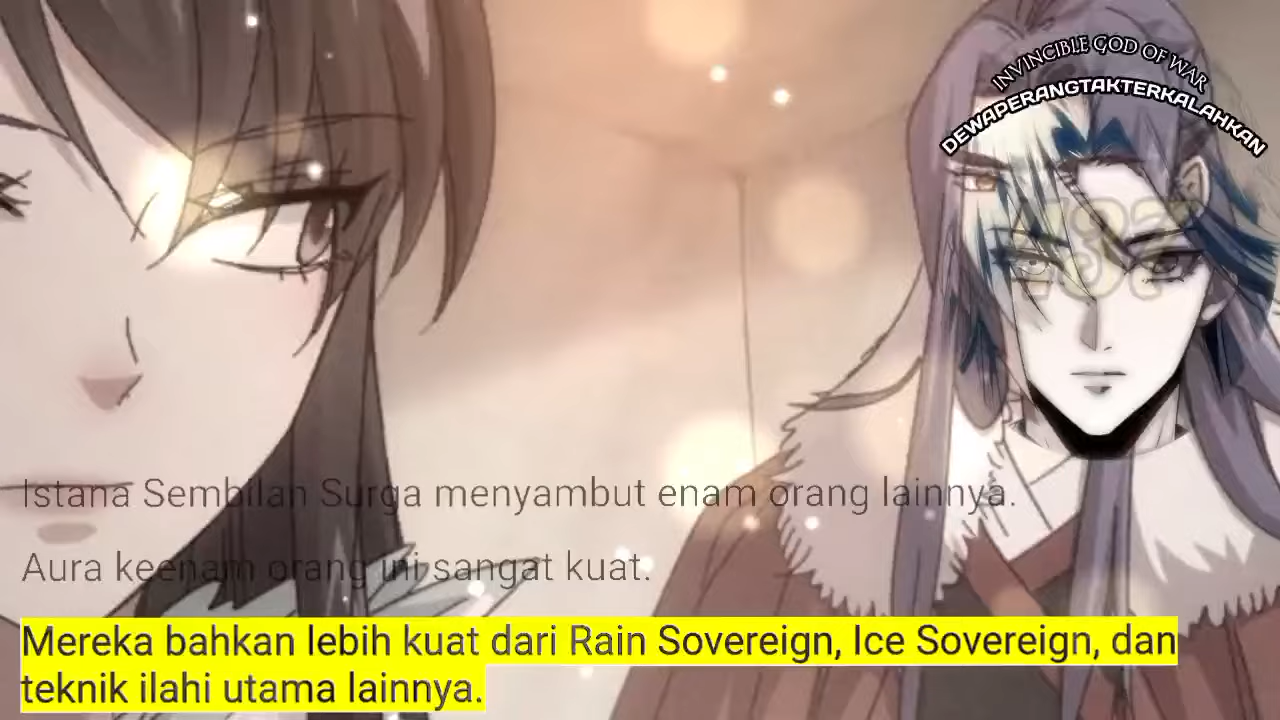 INVINCIBLE GOD OF WAR
DEWAPERANGTAKTERKALAHKAN
Istana Sembilan Surga menyambut enam orang lainnya.
Aura keenam orang ini sangat kuat.
Mereka bahkan lebih kuat dari Rain Sovereign, Ice Sovereign, dan
teknik ilahi utama lainnya.